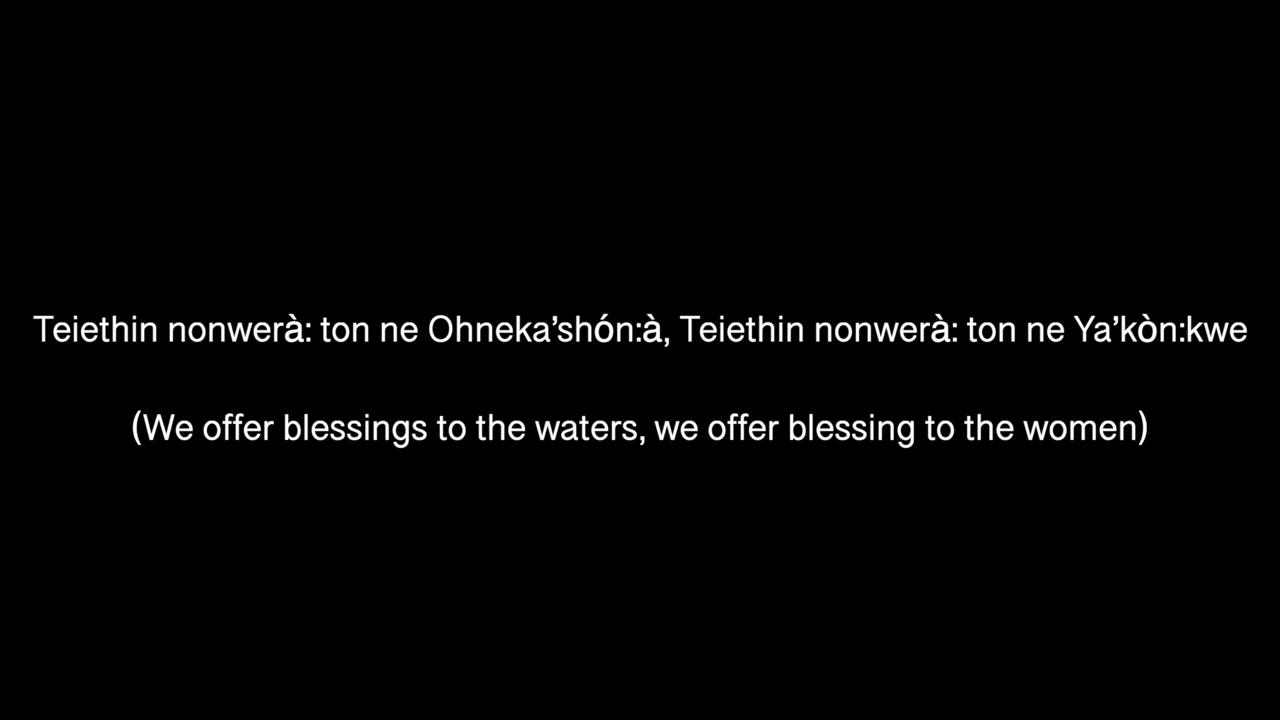 Teiethin nonwerà: ton ne Ohneka’shón:à, Teiethin nonwerà: ton ne Ya’kòn:kwe
(We offer blessings to the waters, we offer blessing to the women)